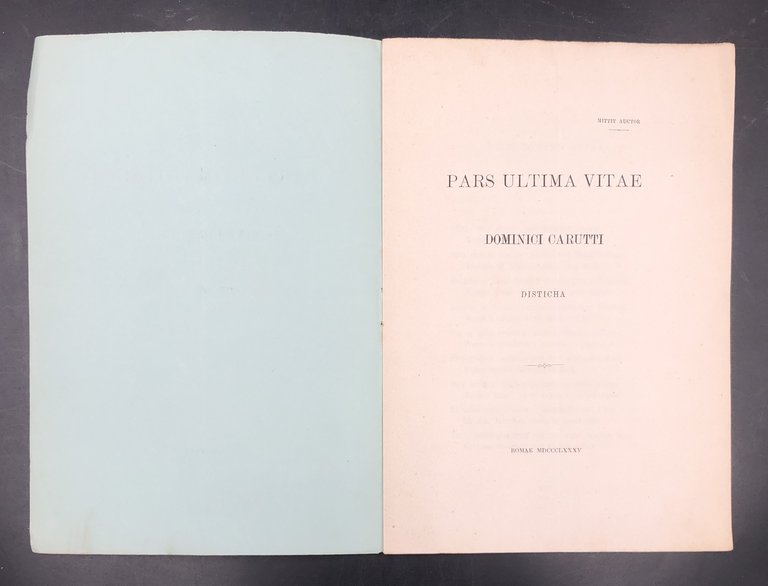 MITTIT AUCTOR
PARS ULTIMA VITAE
DOMINICI CARUTTI
DISTICHA
ROMAE MDCCCLXXXV